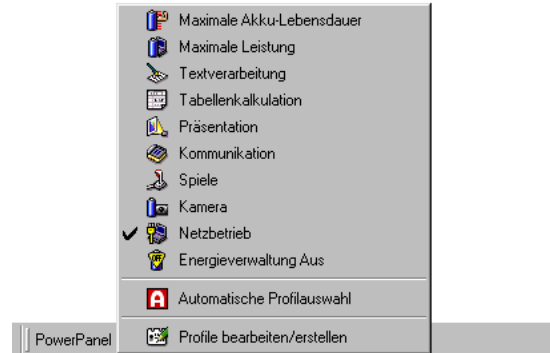 Maximale Akku-Lebensdauer
Maximale Leistung
Textverarbeitung
Tabellenkalkulation
Präsentation
Kommunikation
Spiele
Kamera
Netzbetrieb
Energieverwaltung Aus
Automatische Profilauswahl
Profile bearbeiten/erstellen
PowerPanel